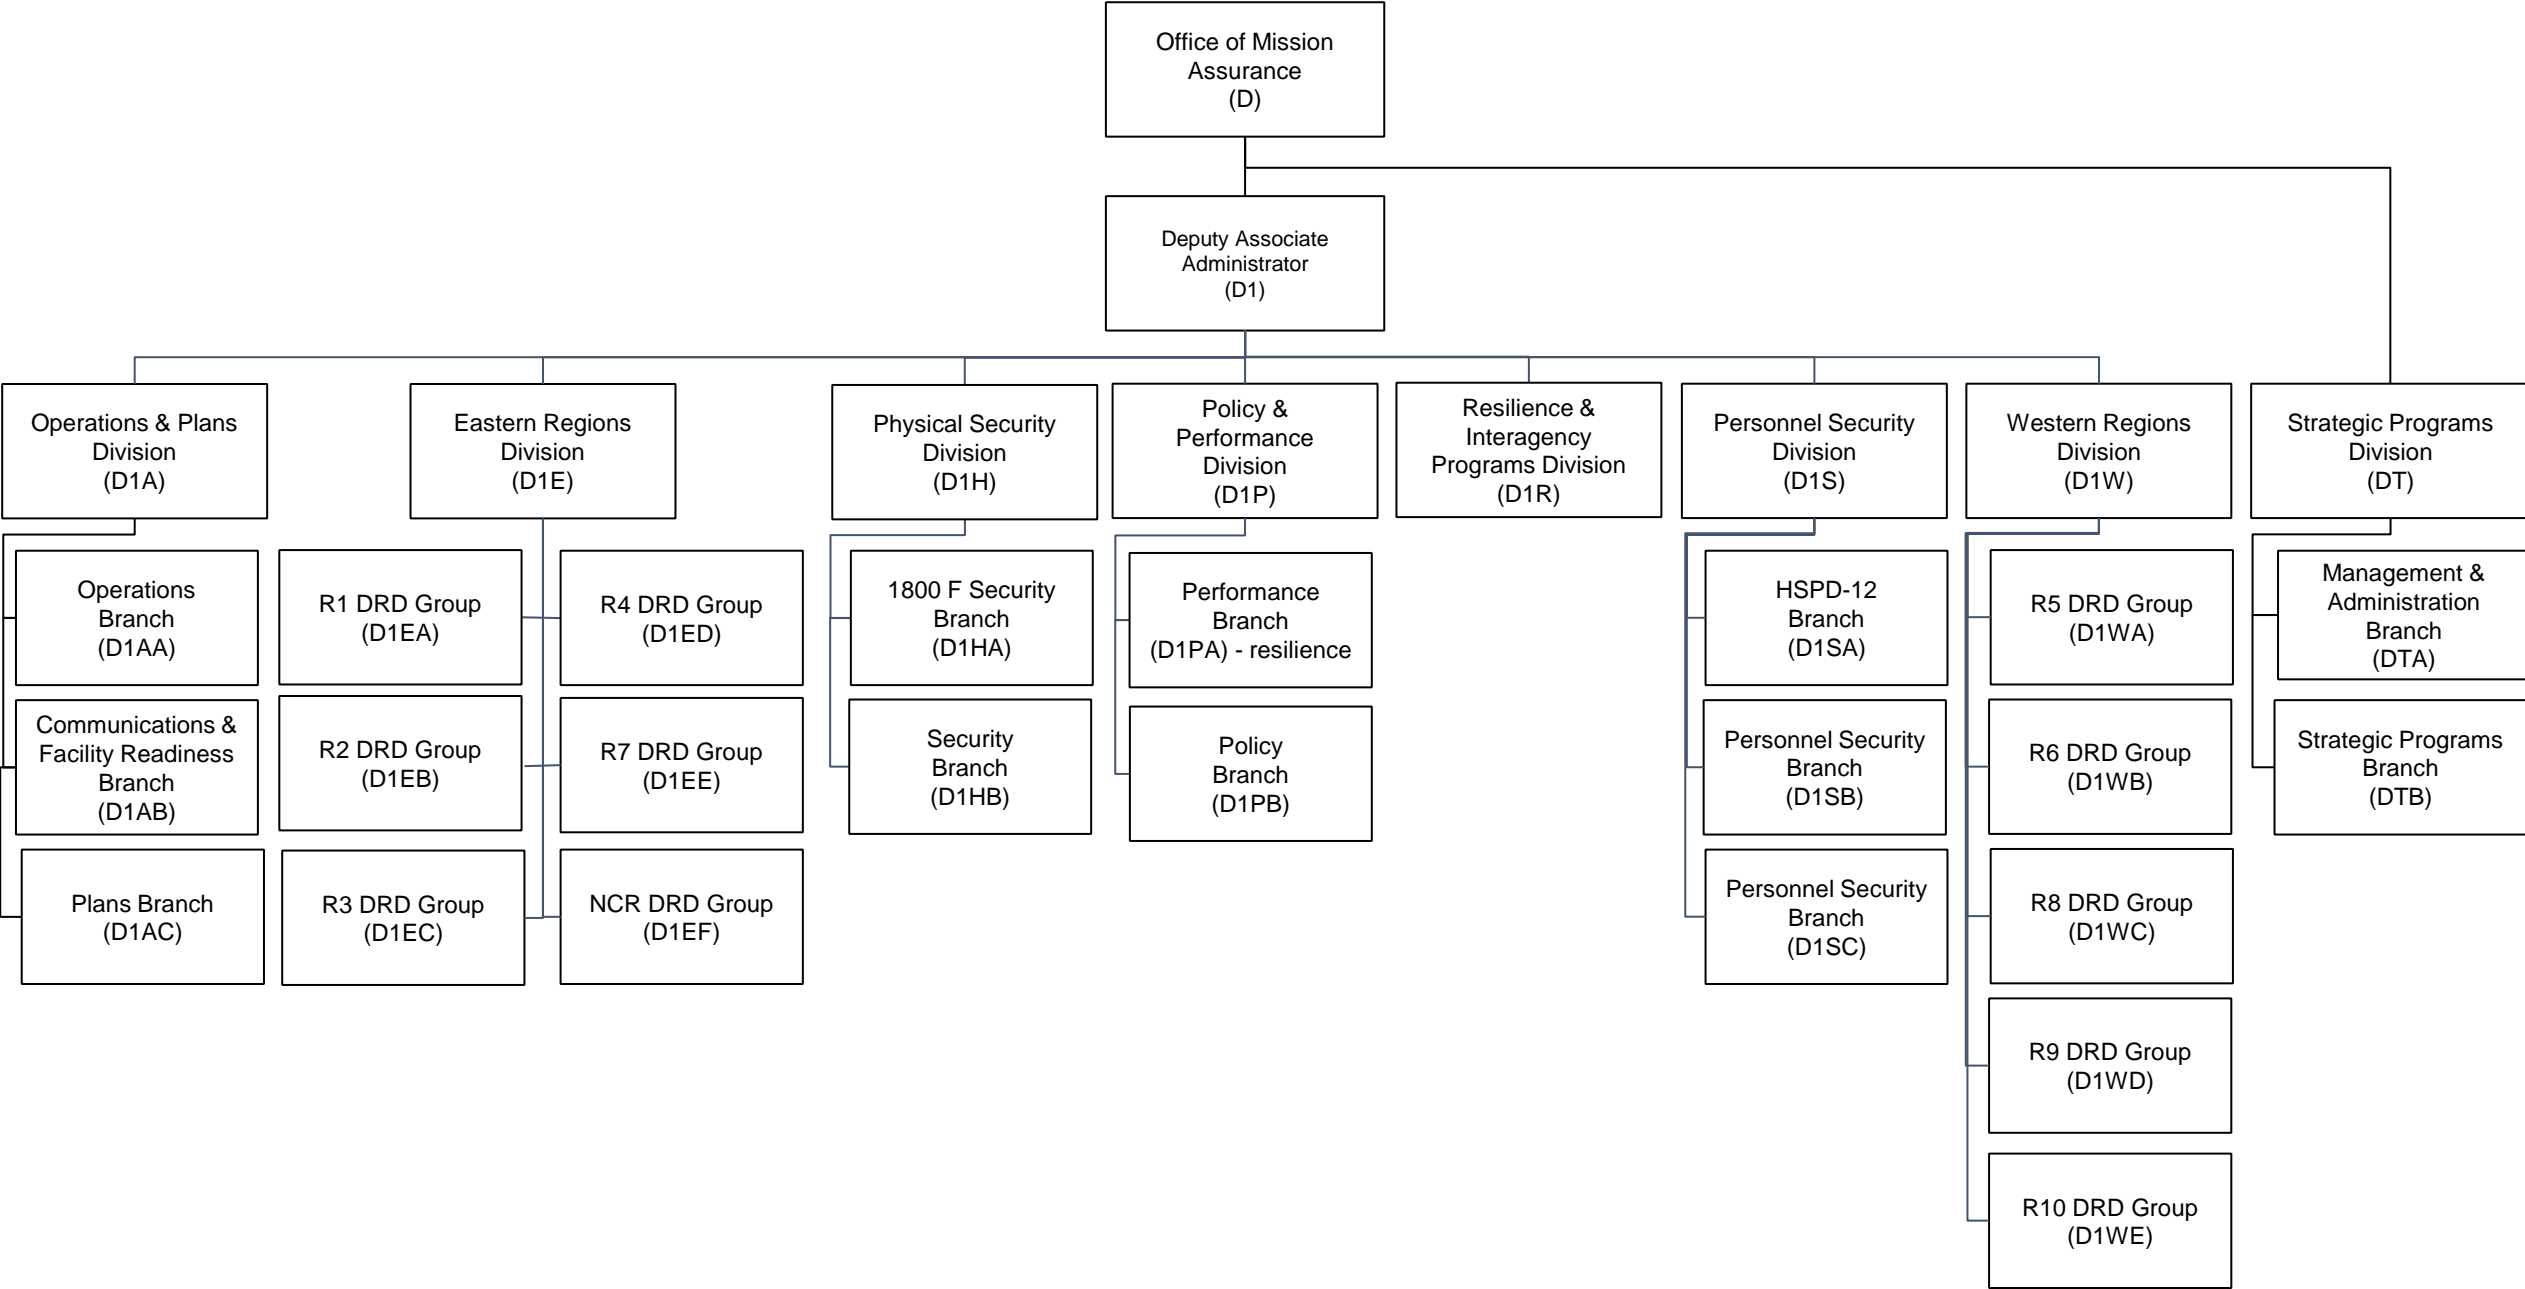 Office of Mission
Assurance
(D)
Deputy Associate
Administrator
(D1)
Operations & Plans
Division
(D1A)
Eastern Regions
Division
(D1E)
Physical Security
Division
(D1H)
Policy &
Performance
Division
(D1P)
Resilience &
Interagency
Programs Division
(D1R)
Personnel Security
Division
(D1S)
Western Regions
Division
(D1W)
Strategic Programs
Division
(DT)
Operations
Branch
(D1AA)
Communications &
Facility Readiness
Branch
(D1AB)
Plans Branch
(D1AC)
R1 DRD Group
(D1EA)
R2 DRD Group
(D1EB)
R3 DRD Group
(D1EC)
R4 DRD Group
(D1ED)
R7 DRD Group
(D1EE)
NCR DRD Group
(D1EF)
1800 F Security
Branch
(D1HA)
Security
Branch
(D1HB)
Performance
Branch
(D1PA) - resilience
Policy
Branch
(D1PB)
HSPD-12
Branch
(D1SA)
Personnel Security
Branch
(D1SB)
Personnel Security
Branch
(D1SC)
R5 DRD Group
(D1WA)
R6 DRD Group
(D1WB)
R8 DRD Group
(D1WC)
R9 DRD Group
(D1WD)
R10 DRD Group
(D1WE)
Management &
Administration
Branch
(DTA)
Strategic Programs
Branch
(DTB)